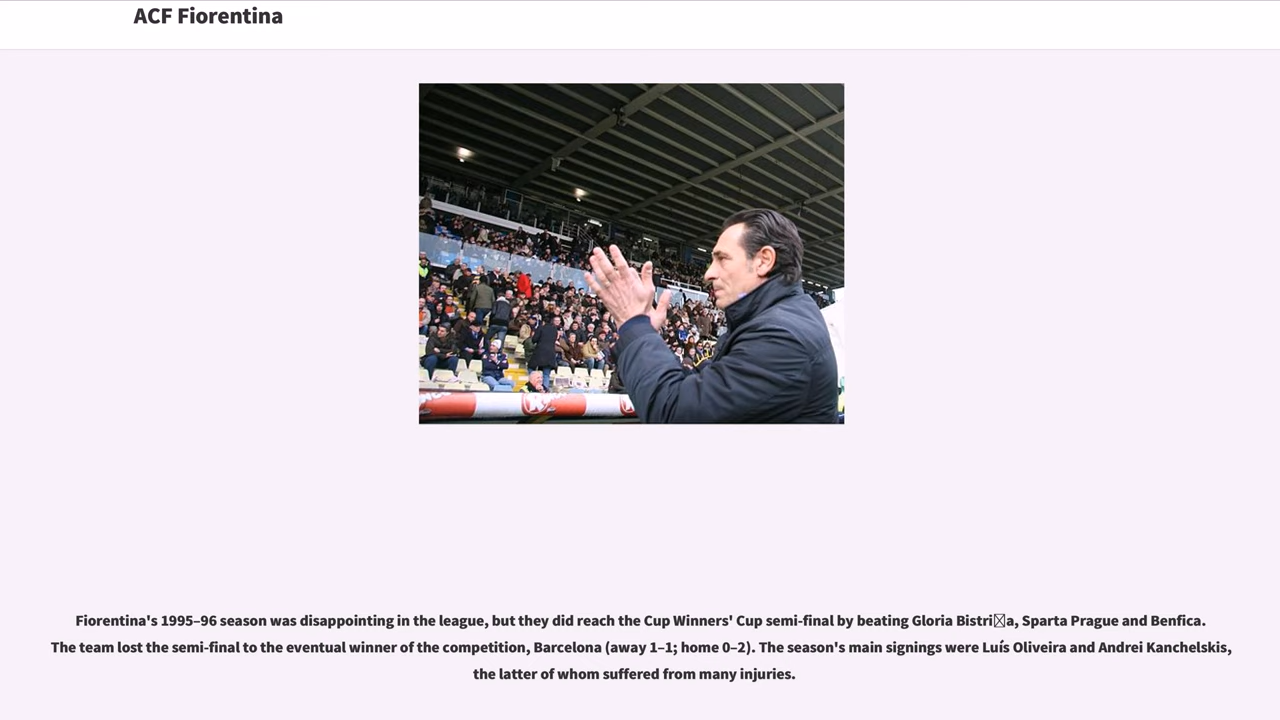 ACF Fiorentina
Fiorentina's 1995–96 season was disappointing in the league, but they did reach the Cup Winners' Cup semi-final by beating Gloria Bistri☒a, Sparta Prague and Benfica.
The team lost the semi-final to the eventual winner of the competition, Barcelona (away 1–1; home 0–2). The season's main signings were Luís Oliveira and Andrei Kanchelskis,
the latter of whom suffered from many injuries.